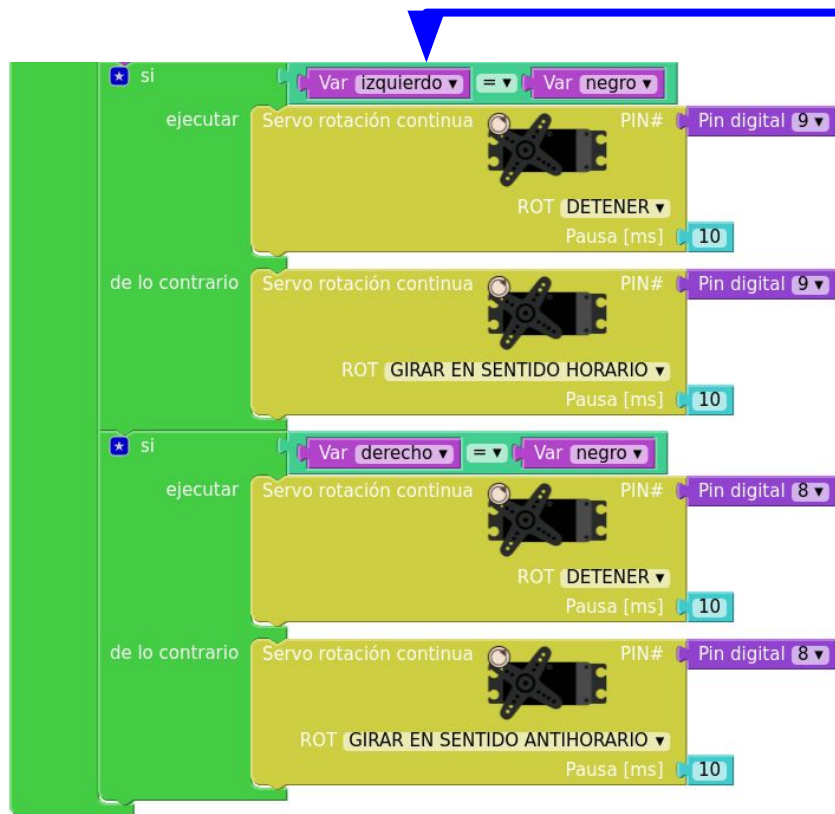 si Var izquierdo = Var negro
ejecutar Servo rotación continua PIN# Pin digital 9
ROT DETENER
Pausa [ms] 10
de lo contrario Servo rotación continua PIN# Pin digital 9
ROT GIRAR EN SENTIDO HORARIO
Pausa [ms] 10
si Var derecho = Var negro
ejecutar Servo rotación continua PIN# Pin digital 8
ROT DETENER
Pausa [ms] 10
de lo contrario Servo rotación continua PIN# Pin digital 8
ROT GIRAR EN SENTIDO ANTIHORARIO
Pausa [ms] 10